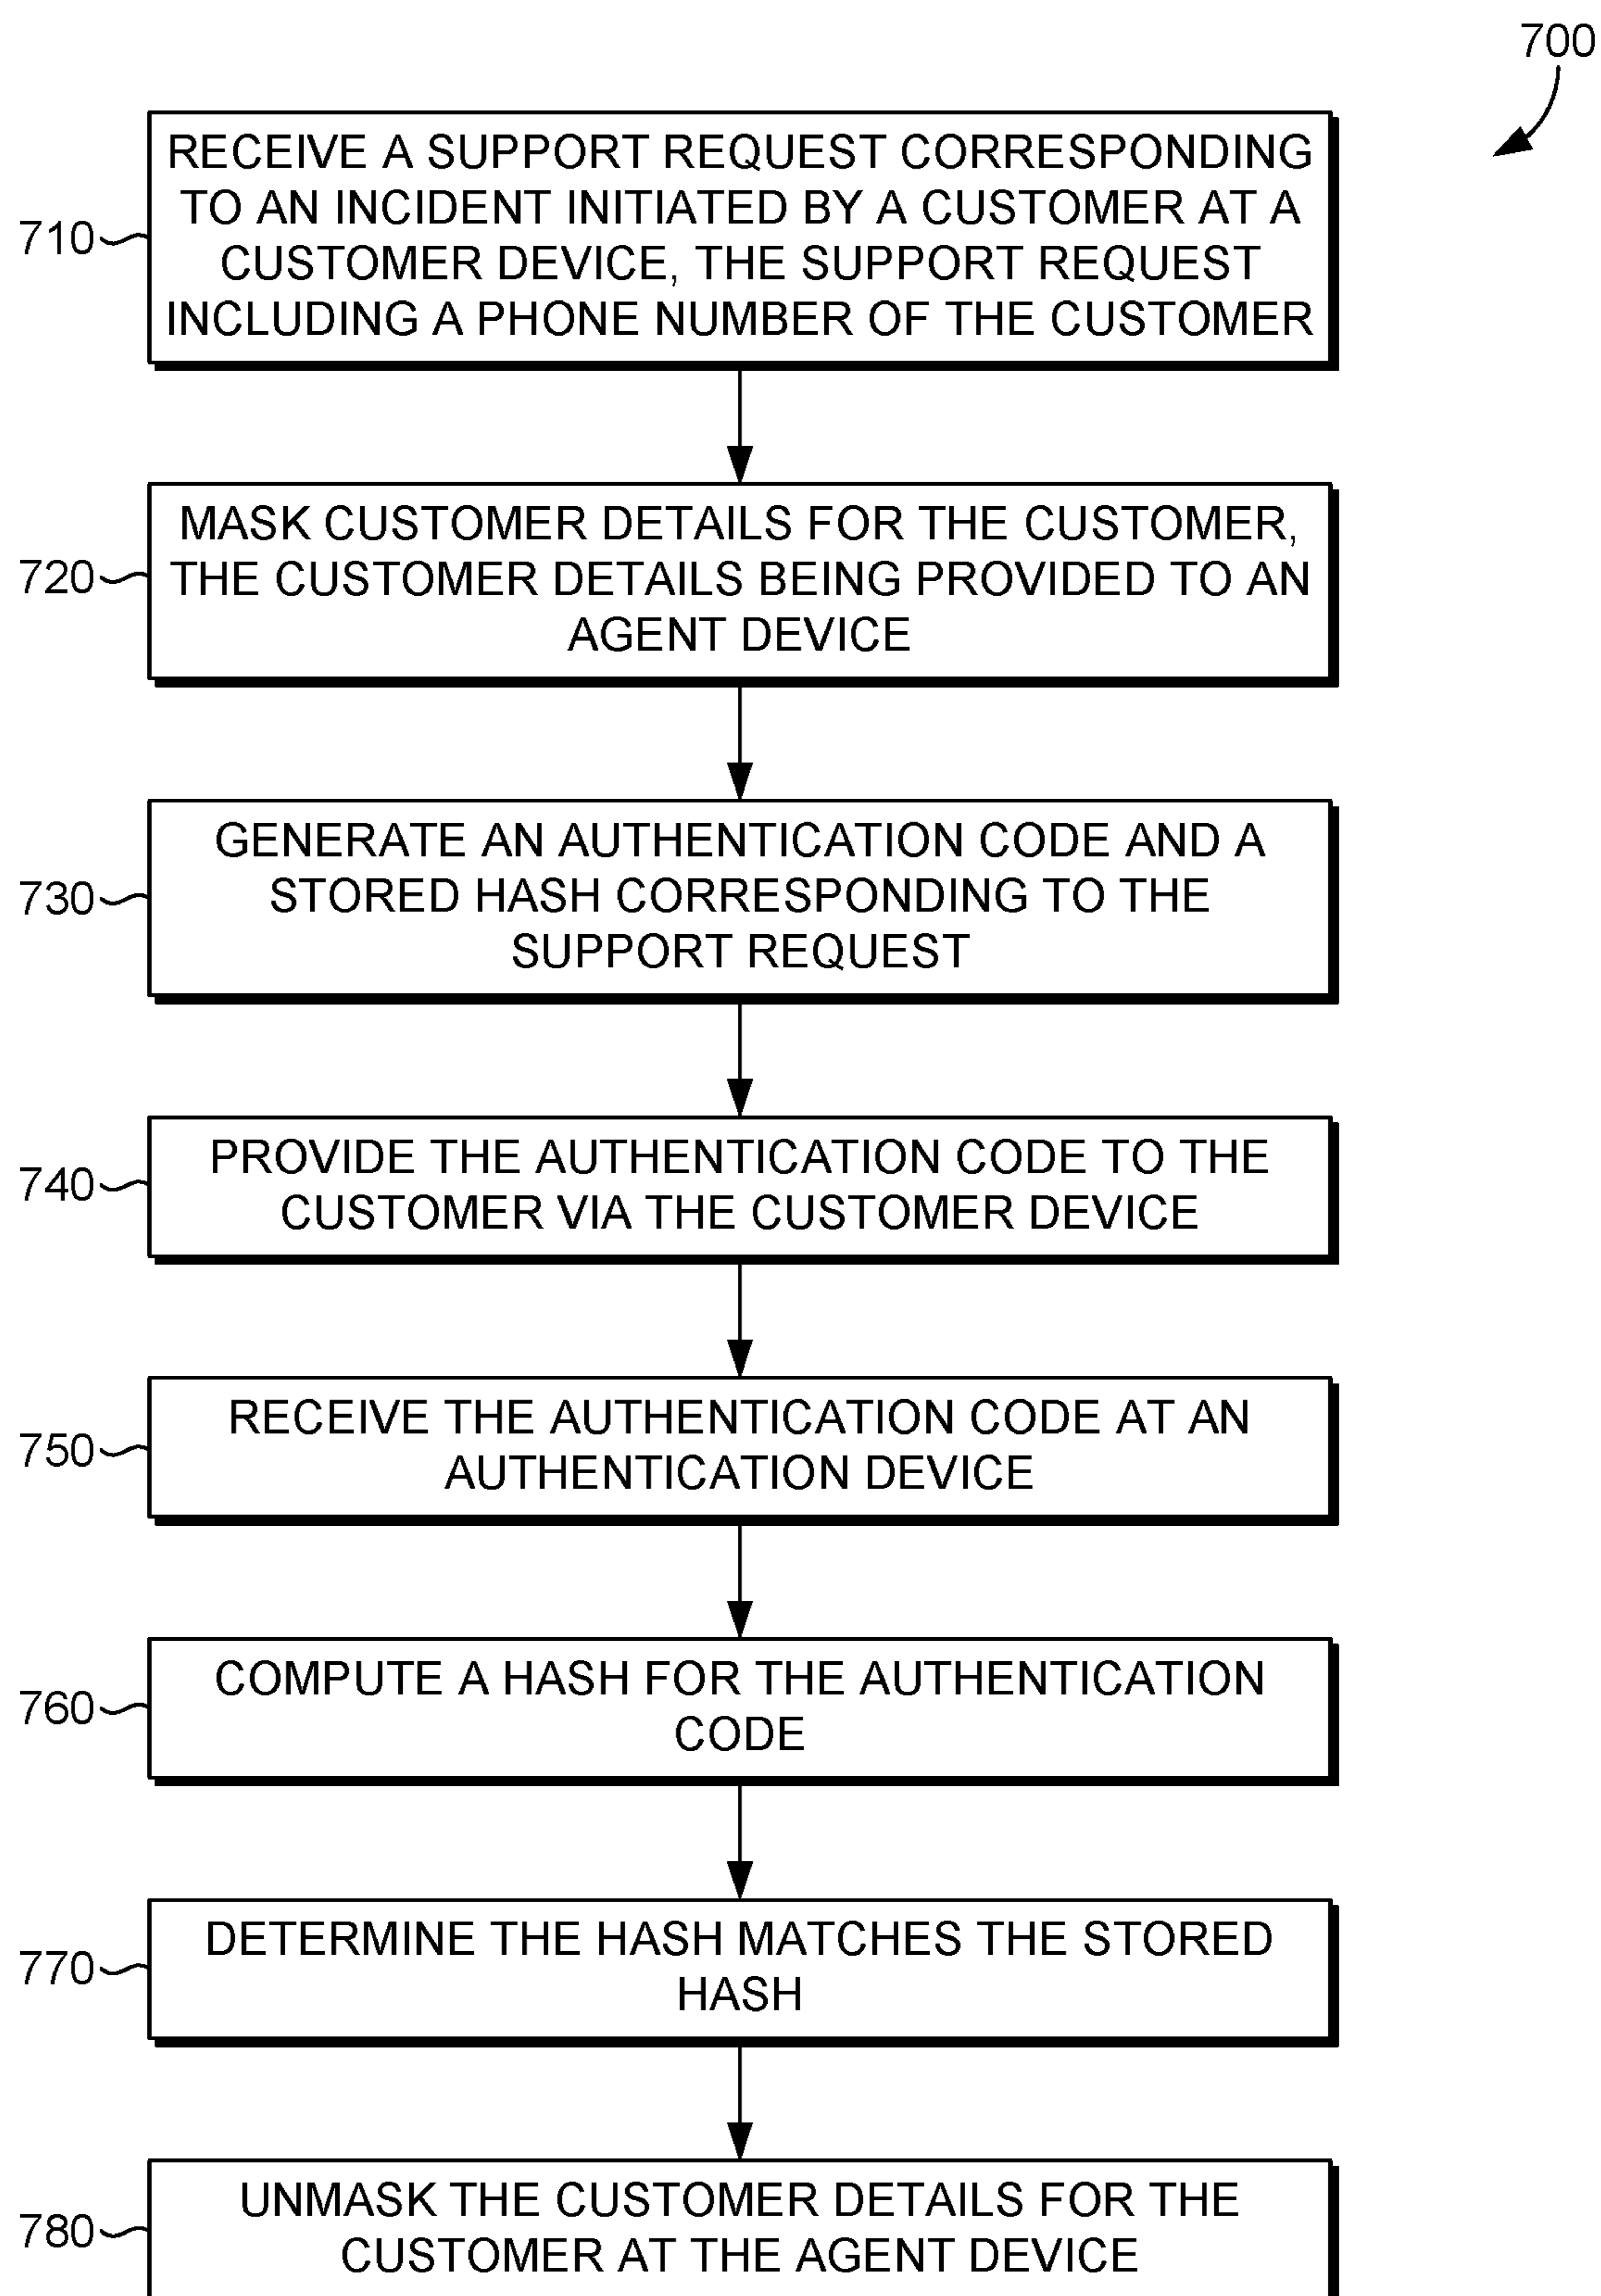 700
RECEIVE A SUPPORT REQUEST CORRESPONDING
TO AN INCIDENT INITIATED BY A CUSTOMER AT A
710
CUSTOMER DEVICE, THE SUPPORT REQUEST
INCLUDING A PHONE NUMBER OF THE CUSTOMER
MASK CUSTOMER DETAILS FOR THE CUSTOMER,
720
THE CUSTOMER DETAILS BEING PROVIDED TO AN
AGENT DEVICE
GENERATE AN AUTHENTICATION CODE AND A
730
STORED HASH CORRESPONDING TO THE
SUPPORT REQUEST
740
PROVIDE THE AUTHENTICATION CODE TO THE
CUSTOMER VIA THE CUSTOMER DEVICE
750
RECEIVE THE AUTHENTICATION CODE AT AN
AUTHENTICATION DEVICE
760
COMPUTE A HASH FOR THE AUTHENTICATION
CODE
770
DETERMINE THE HASH MATCHES THE STORED
HASH
780
UNMASK THE CUSTOMER DETAILS FOR THE
CUSTOMER AT THE AGENT DEVICE